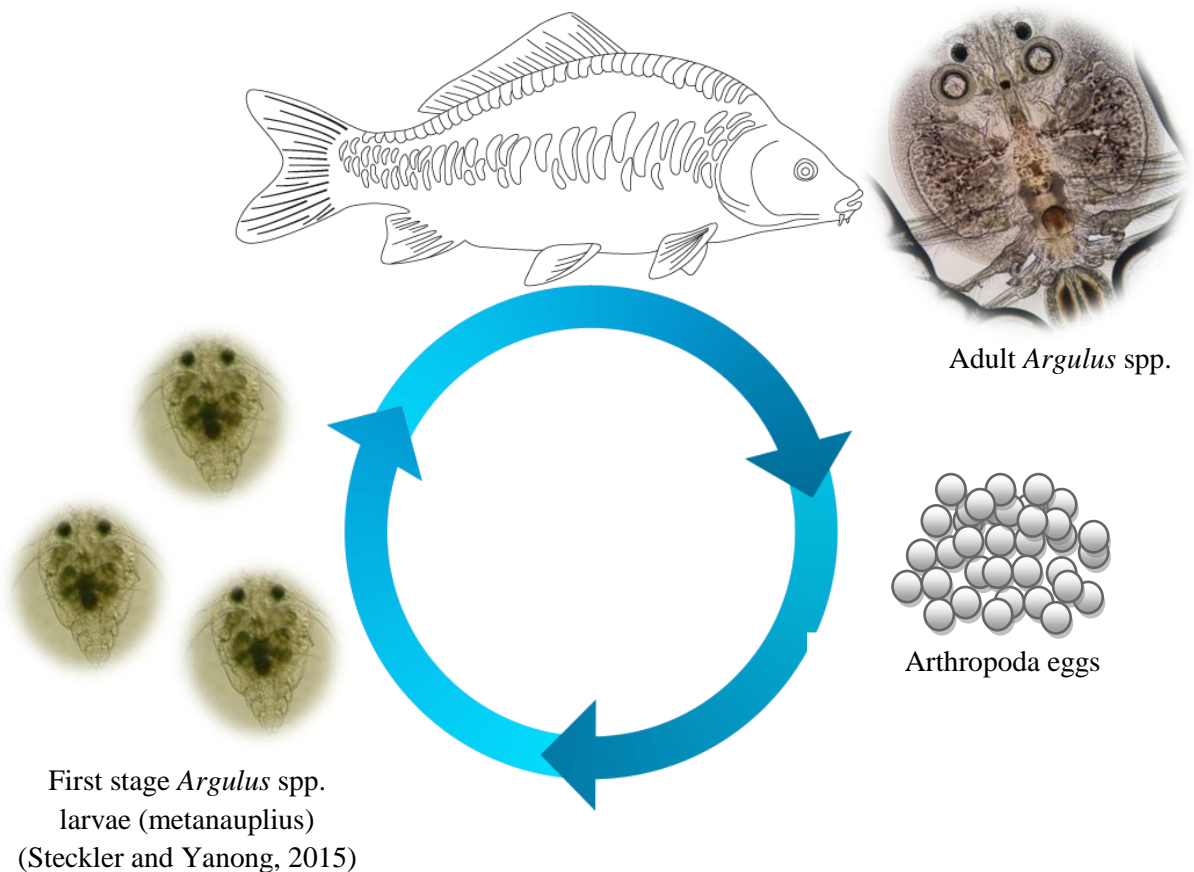 Adult Argulus spp.
Arthropoda eggs
First stage Argulus spp.
larvae (metanauplius)
(Steckler and Yanong, 2015)